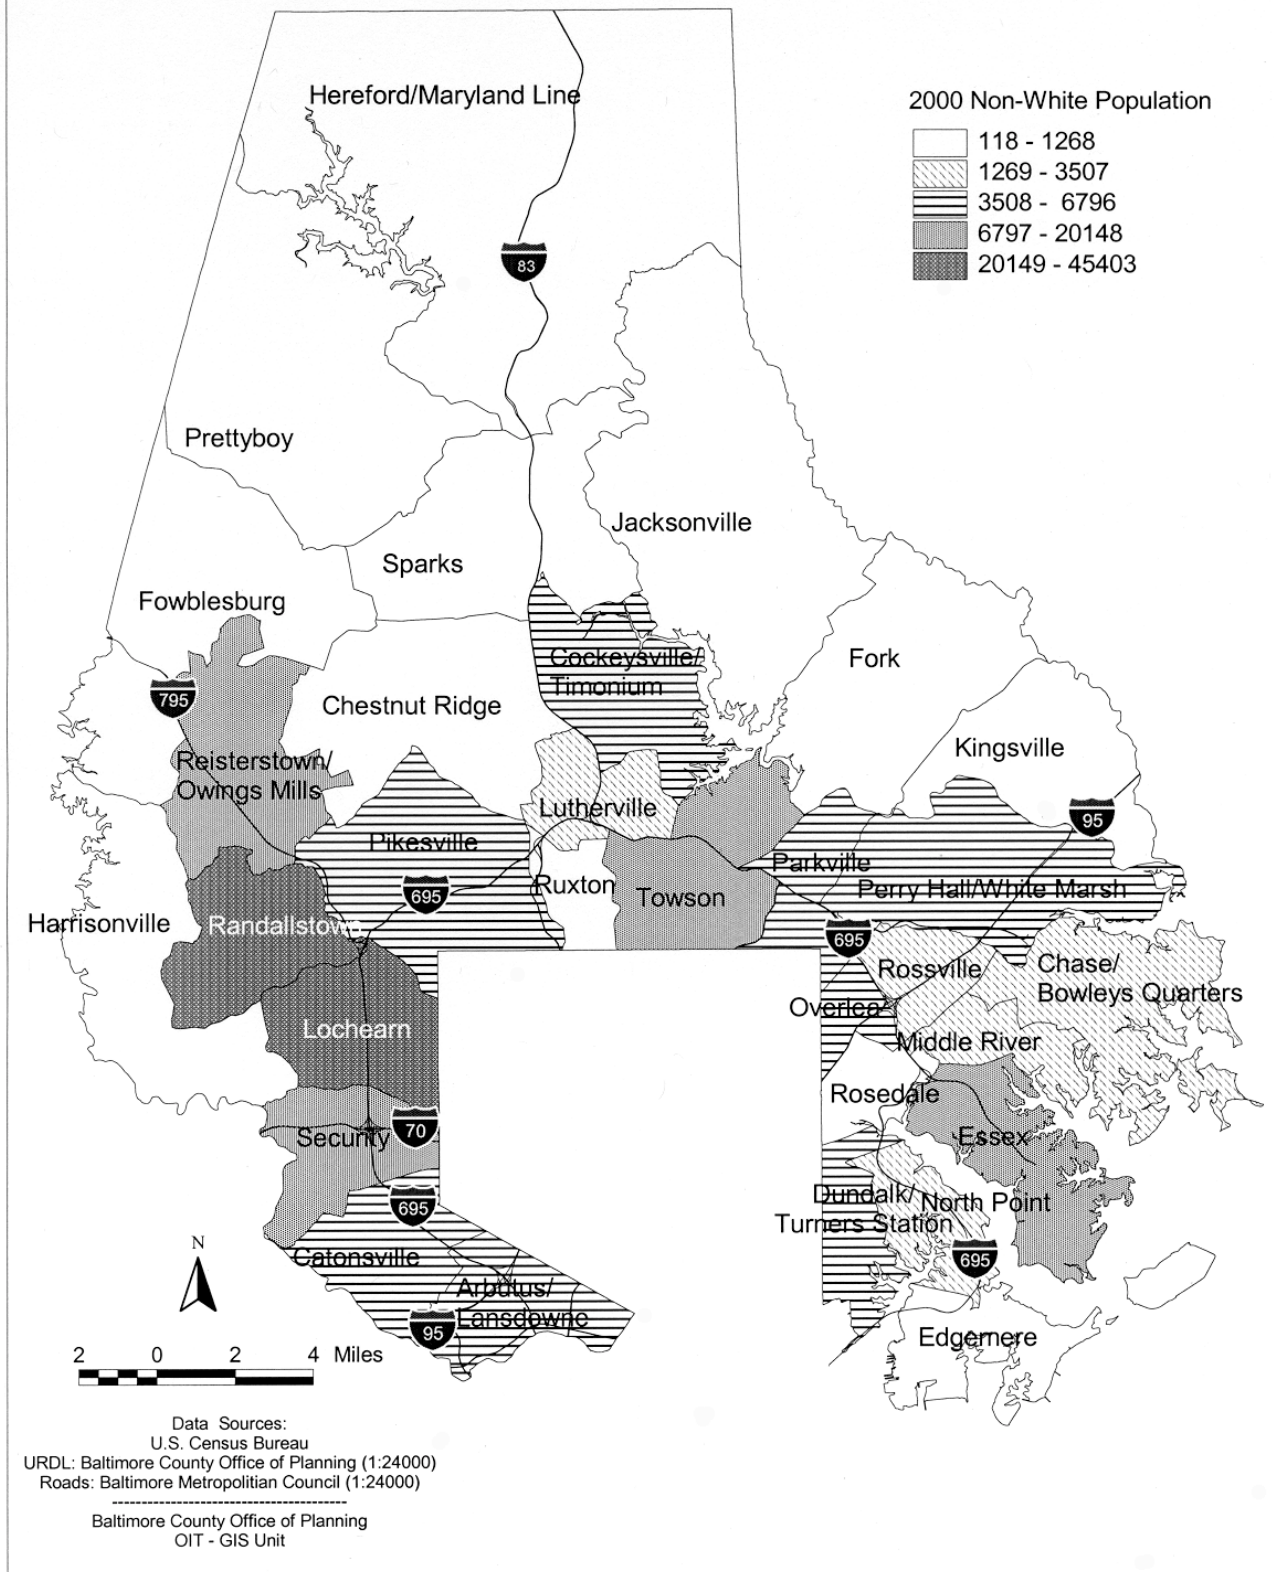 Hereford/Maryland Line
2000 Non-White Population
118 - 1268
1269 - 3507
3508 - 6796
6797 - 20148
20149 - 45403
83
Prettyboy
Jacksonville
Sparks
Fowblesburg
Cockeysville/
Timonium
Fork
795
Chestnut Ridge
Kingsville
Reisterstown/
Owings Mills
Lutherville
95
Pikesville
Parkville
695
Ruxton
Towson
Perry Hall/White Marsh
Harrisonville
Randallstown
695
Rossville
Chase/
Bowleys Quarters
Overlea
Lochearn
Middle River
Rosedale
Security
70
Essex
695
Dundalk/
Turners Station
North Point
N
Catonsville
695
Arbutus/
Lansdowne
95
Edgemere
2 0 2 4 Miles
Data Sources:
U.S. Census Bureau
URDL: Baltimore County Office of Planning (1:24000)
Roads: Baltimore Metropolitian Council (1:24000)
----------------------------------------
Baltimore County Office of Planning
OIT - GIS Unit